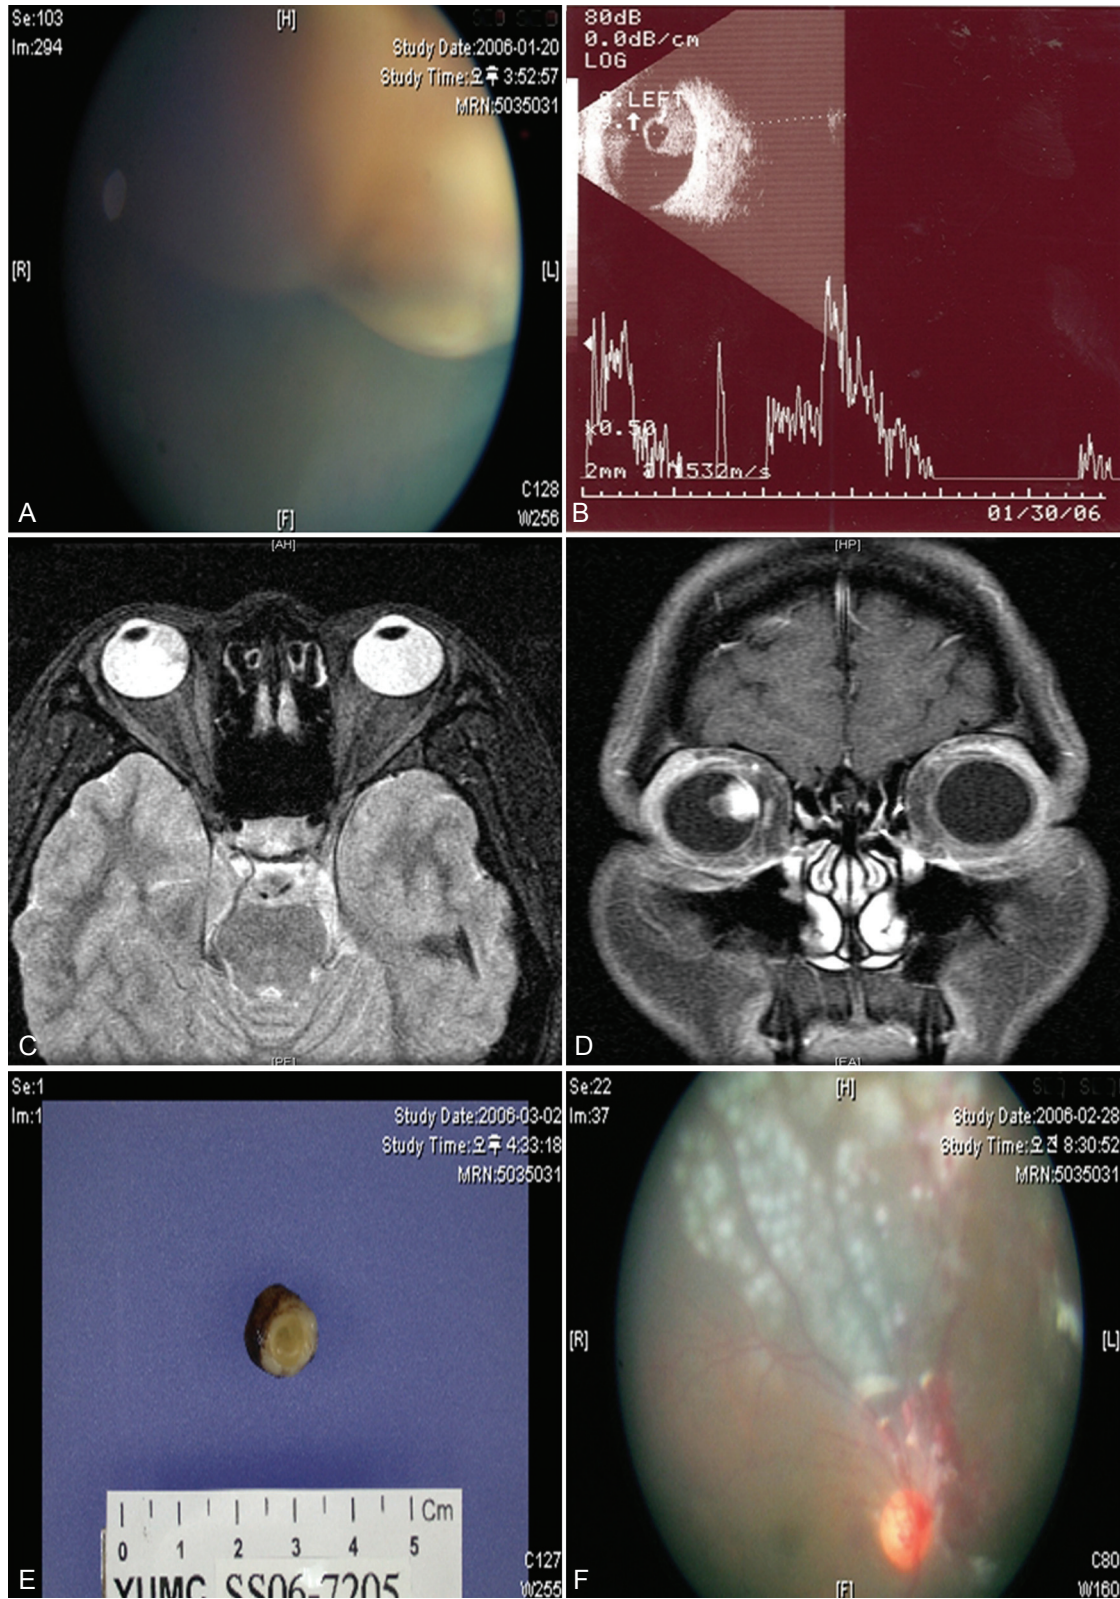 Se:103
Im:294
[H]
Study Date:2006-01-20
Study Time:오후 3:52:57
MRN:5035031
[R]
[L]
A
[F]
C128
W256
80dB
0.0dB/cm
LOG
LEFT
x0.50
1532m/s
B
01/30/06
[AH]
C
[HP]
D
Se:1
Im:1
Study Date:2006-03-02
Study Time:오후 4:33:18
MRN:5035031
Cm
0 1 2 3 4 5
YUMC SS06-7205
E
C127
W255
Se:22
Im:37
[H]
Study Date:2006-02-28
Study Time:오전 8:30:52
MRN:5035031
[R]
[L]
F
[F]
C80
W160